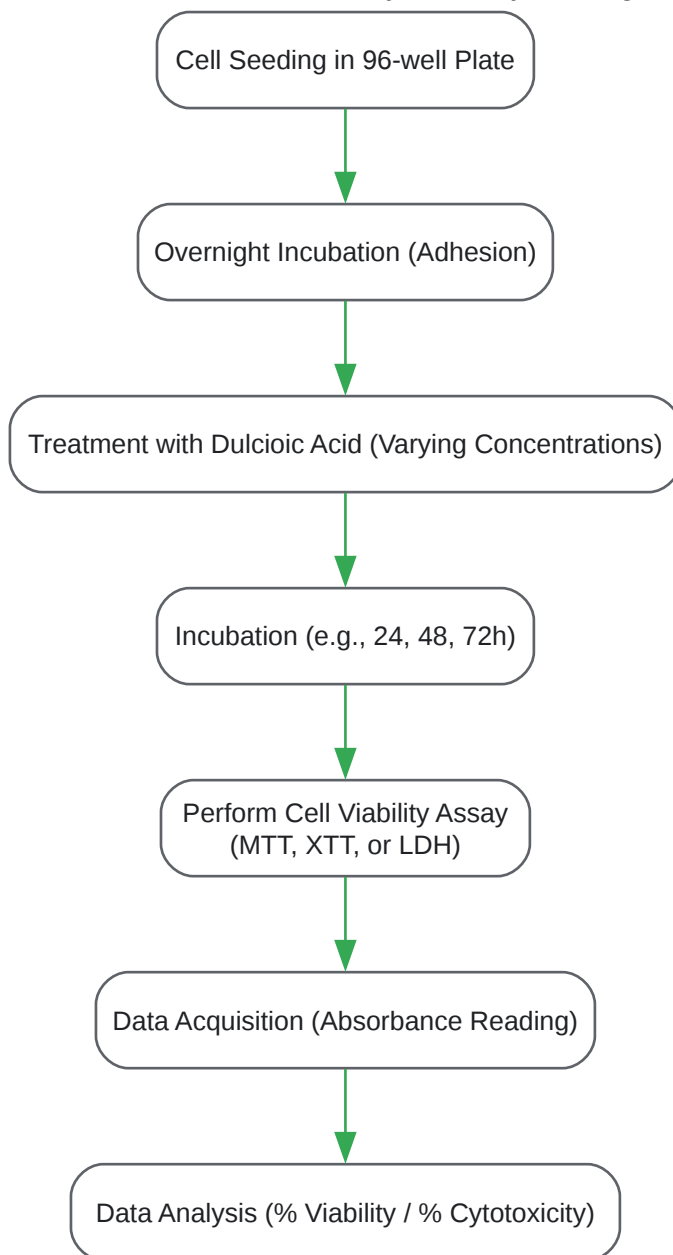 Cell Seeding in 96-well Plate
Overnight Incubation (Adhesion)
Treatment with Dulcioic Acid (Varying Concentrations)
Incubation (e.g., 24, 48, 72h)
Perform Cell Viability Assay
(MTT, XTT, or LDH)
Data Acquisition (Absorbance Reading)
Data Analysis (% Viability / % Cytotoxicity)